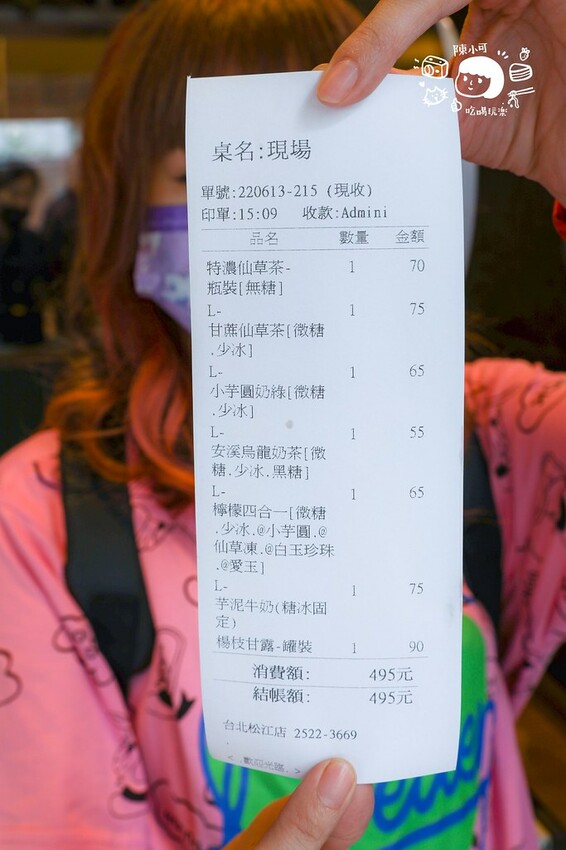 陳小可
吃喝玩樂
桌名:現場
單號:220613-215 (現收)
印單:15:09 收款:Admini
品名 數量 金額
特濃仙草茶- 1 70
瓶裝[無糖]
L- 1 75
甘蔗仙草茶[微糖
.少冰]
L- 1 65
小芋圓奶綠[微糖
.少冰]
L- 1 55
安溪烏龍奶茶[微
糖.少冰.黑糖]
L- 1 65
檸檬四合一[微糖
.少冰.@小芋圓.@
仙草凍.@白玉珍珠
.@愛玉]
L- 1 75
芋泥牛奶(糖冰固
定)
楊枝甘露-罐裝 1 90
消費額: 495元
結帳額: 495元
台北松江店 2522-3669
< .歡迎光臨. >